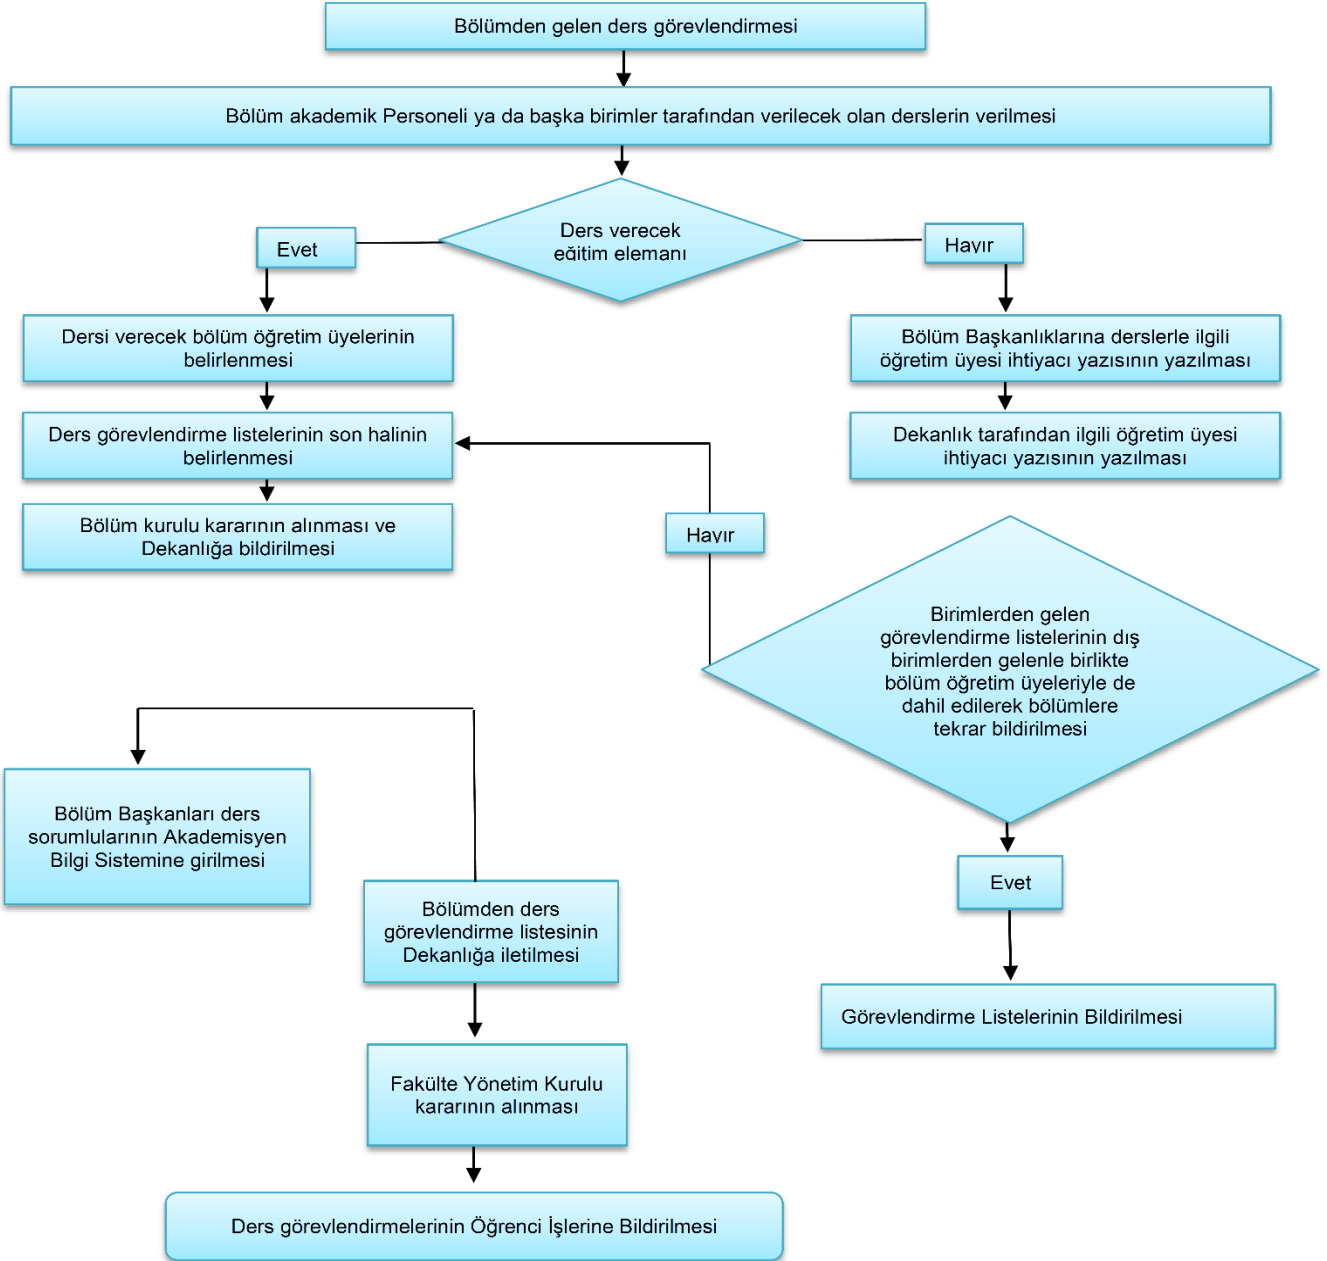 Bölümden gelen ders görevlendirmesi
Bölüm akademik Personeli ya da başka birimler tarafından verilecek olan derslerin verilmesi
Ders verecek
eğitim elemanı
Evet
Hayır
Dersi verecek bölüm öğretim üyelerinin
belirlenmesi
Bölüm Başkanlıklarına derslerle ilgili
öğretim üyesi ihtiyacı yazısının yazılması
Ders görevlendirme listelerinin son halinin
belirlenmesi
Dekanlık tarafından ilgili öğretim üyesi
ihtiyacı yazısının yazılması
Bölüm kurulu kararının alınması ve
Dekanlığa bildirilmesi
Hayır
Birimlerden gelen
görevlendirme listelerinin dış
birimlerden gelenle birlikte
bölüm öğretim üyeleriyle de
dahil edilerek bölümlere
tekrar bildirilmesi
Bölüm Başkanları ders
sorumlularının Akademisyen
Bilgi Sistemine girilmesi
Evet
Bölümden ders
görevlendirme listesinin
Dekanlığa iletilmesi
Görevlendirme Listelerinin Bildirilmesi
Fakülte Yönetim Kurulu
kararının alınması
Ders görevlendirmelerinin Öğrenci İşlerine Bildirilmesi